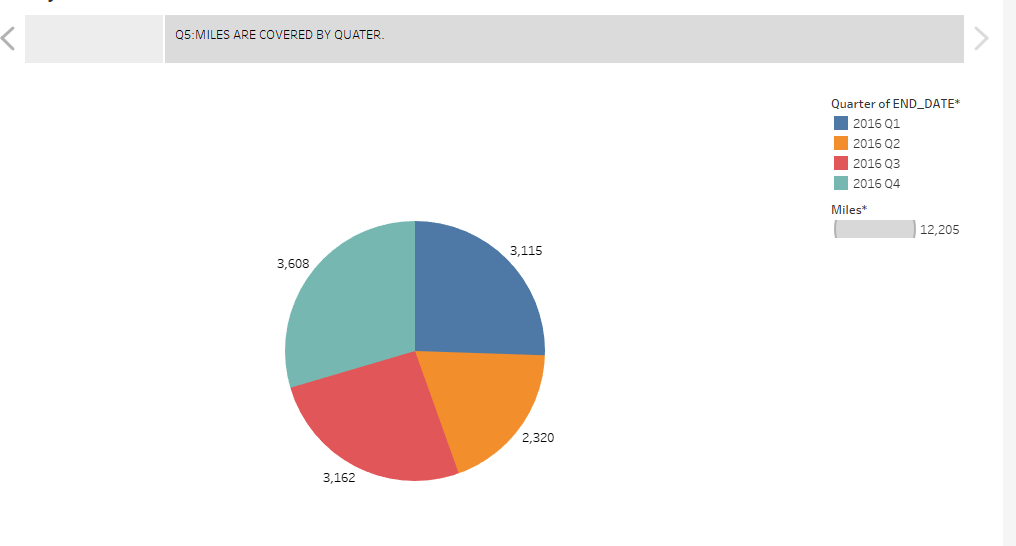 Q5:MILES ARE COVERED BY QUATER.
Quarter of END_DATE*
2016 Q1
2016 Q2
2016 Q3
2016 Q4
Miles*
12,205
3,115
3,608
2,320
3,162